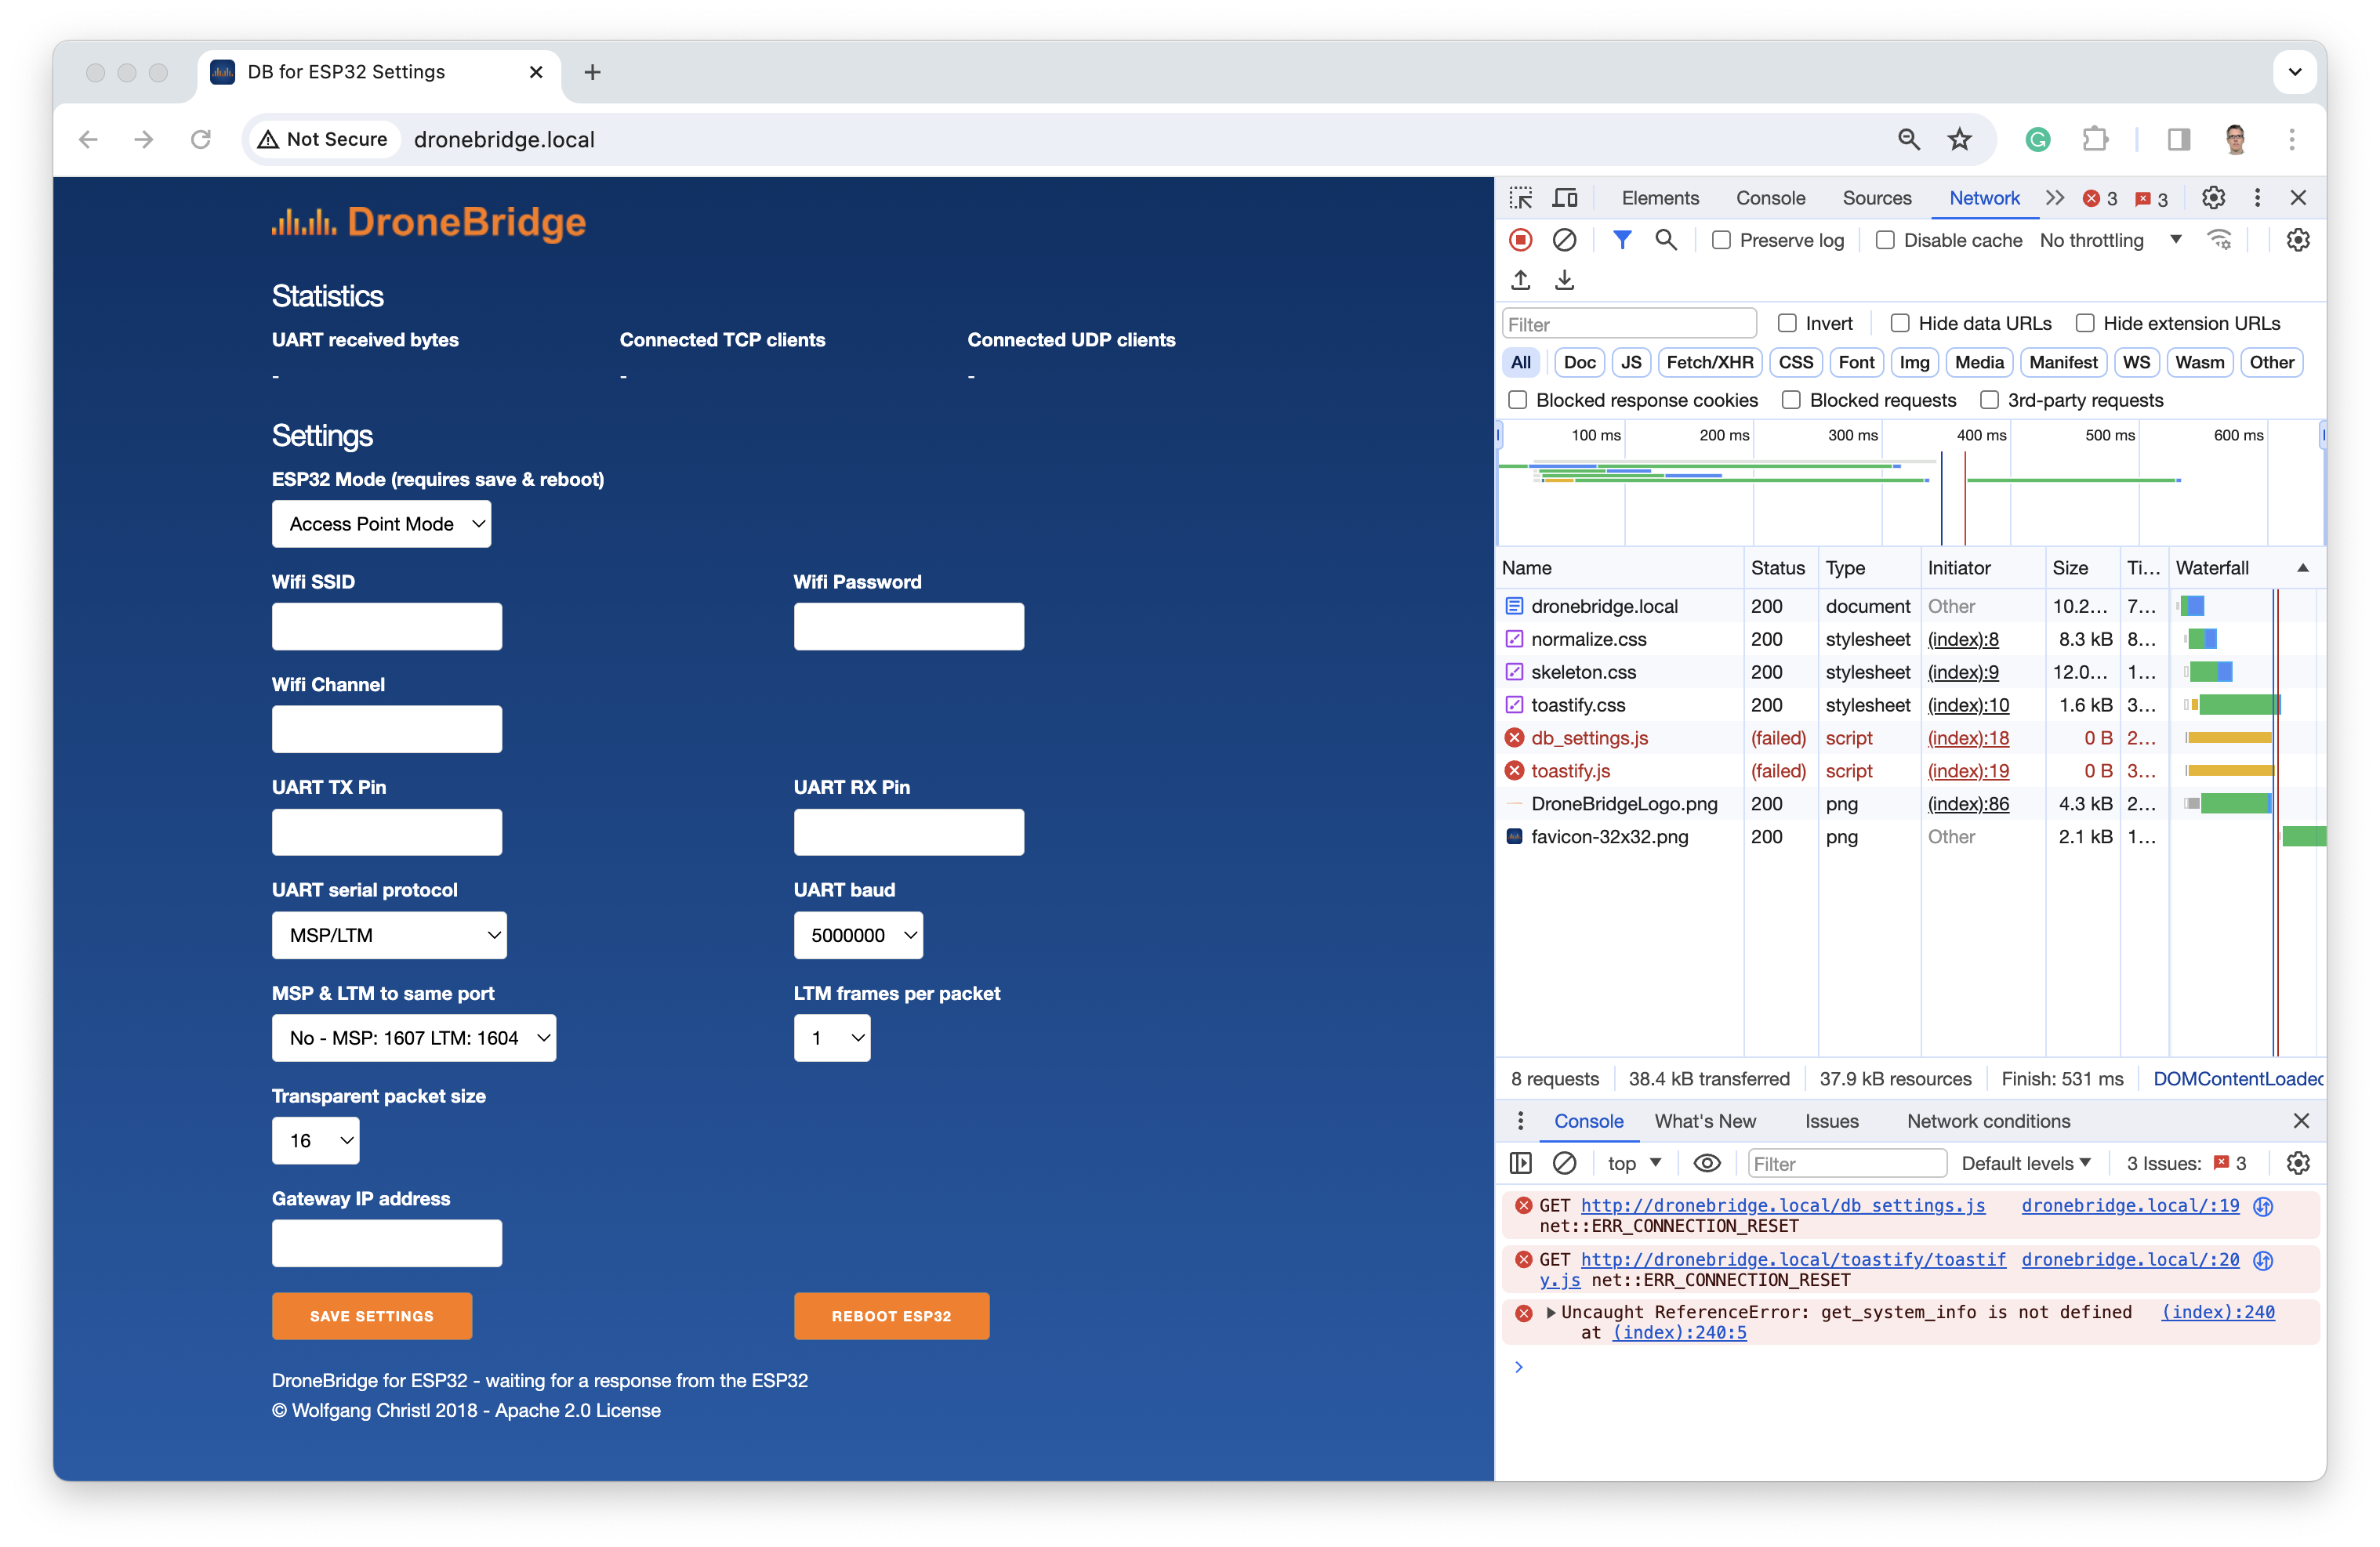 DB for ESP32 Settings
Not Secure dronebridge.local
DroneBridge
Statistics
UART received bytes Connected TCP clients Connected UDP clients
- - -
Settings
ESP32 Mode (requires save & reboot)
Access Point Mode
Wifi SSID Wifi Password
Wifi Channel
UART TX Pin UART RX Pin
UART serial protocol UART baud
MSP/LTM 5000000
MSP & LTM to same port LTM frames per packet
No - MSP: 1607 LTM: 1604 1
Transparent packet size
16
Gateway IP address
SAVE SETTINGS REBOOT ESP32
DroneBridge for ESP32 - waiting for a response from the ESP32
© Wolfgang Christl 2018 - Apache 2.0 License
Elements Console Sources Network 3 3
Preserve log Disable cache No throttling
Filter Invert Hide data URLs Hide extension URLs
All Doc JS Fetch/XHR CSS Font Img Media Manifest WS Wasm Other
Blocked response cookies Blocked requests 3rd-party requests
100 ms 200 ms 300 ms 400 ms 500 ms 600 ms
Name Status Type Initiator Size Ti... Waterfall
dronebridge.local 200 document Other 10.2... 7...
normalize.css 200 stylesheet (index):8 8.3 kB 8...
skeleton.css 200 stylesheet (index):9 12.0... 1...
toastify.css 200 stylesheet (index):10 1.6 kB 3...
db_settings.js (failed) script (index):18 0 B 2...
toastify.js (failed) script (index):19 0 B 3...
DroneBridgeLogo.png 200 png (index):86 4.3 kB 2...
favicon-32x32.png 200 png Other 2.1 kB 1...
8 requests 38.4 kB transferred 37.9 kB resources Finish: 531 ms DOMContentLoaded
Console What's New Issues Network conditions
top Filter Default levels 3 Issues: 3
GET http://dronebridge.local/db_settings.js dronebridge.local/:19
net::ERR_CONNECTION_RESET
GET http://dronebridge.local/toastify/toastif dronebridge.local/:20
y.js net::ERR_CONNECTION_RESET
Uncaught ReferenceError: get_system_info is not defined (index):240
at (index):240:5